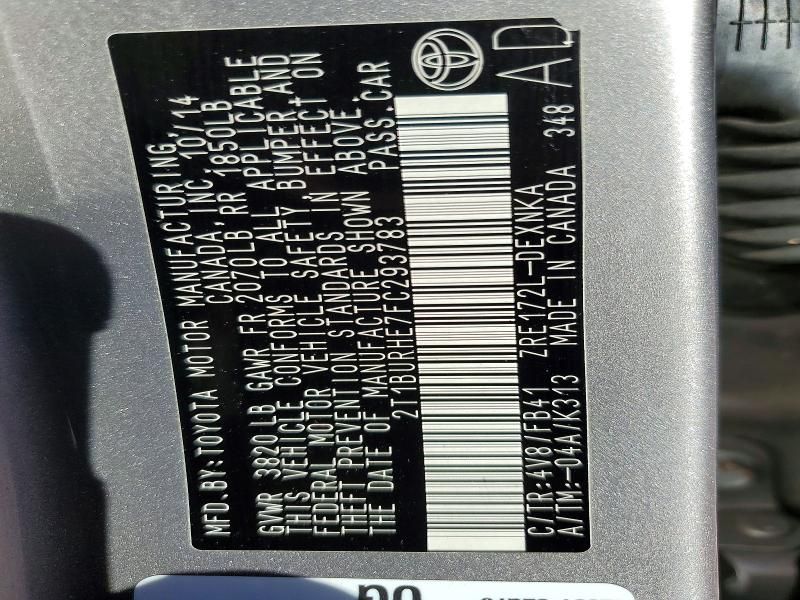 MFD.BY:TOYOTA MOTOR MANUFACTURING,
CANADA, INC. 10/14
GVWR 3820LB GAWR FR 2070LB RR 1850LB
THIS VEHICLE CONFORMS TO ALL APPLICABLE
FEDERAL MOTOR VEHICLE SAFETY, BUMPER, AND
THEFT PREVENTION STANDARDS IN EFFECT ON
THE DATE OF MANUFACTURE SHOWN ABOVE.
2T1BURHE7FC293783 PASS.CAR
C/TR:4V8/FB41 ZRE172L-DEXNKA AD
A/TM:-04A/K313 MADE IN CANADA 348